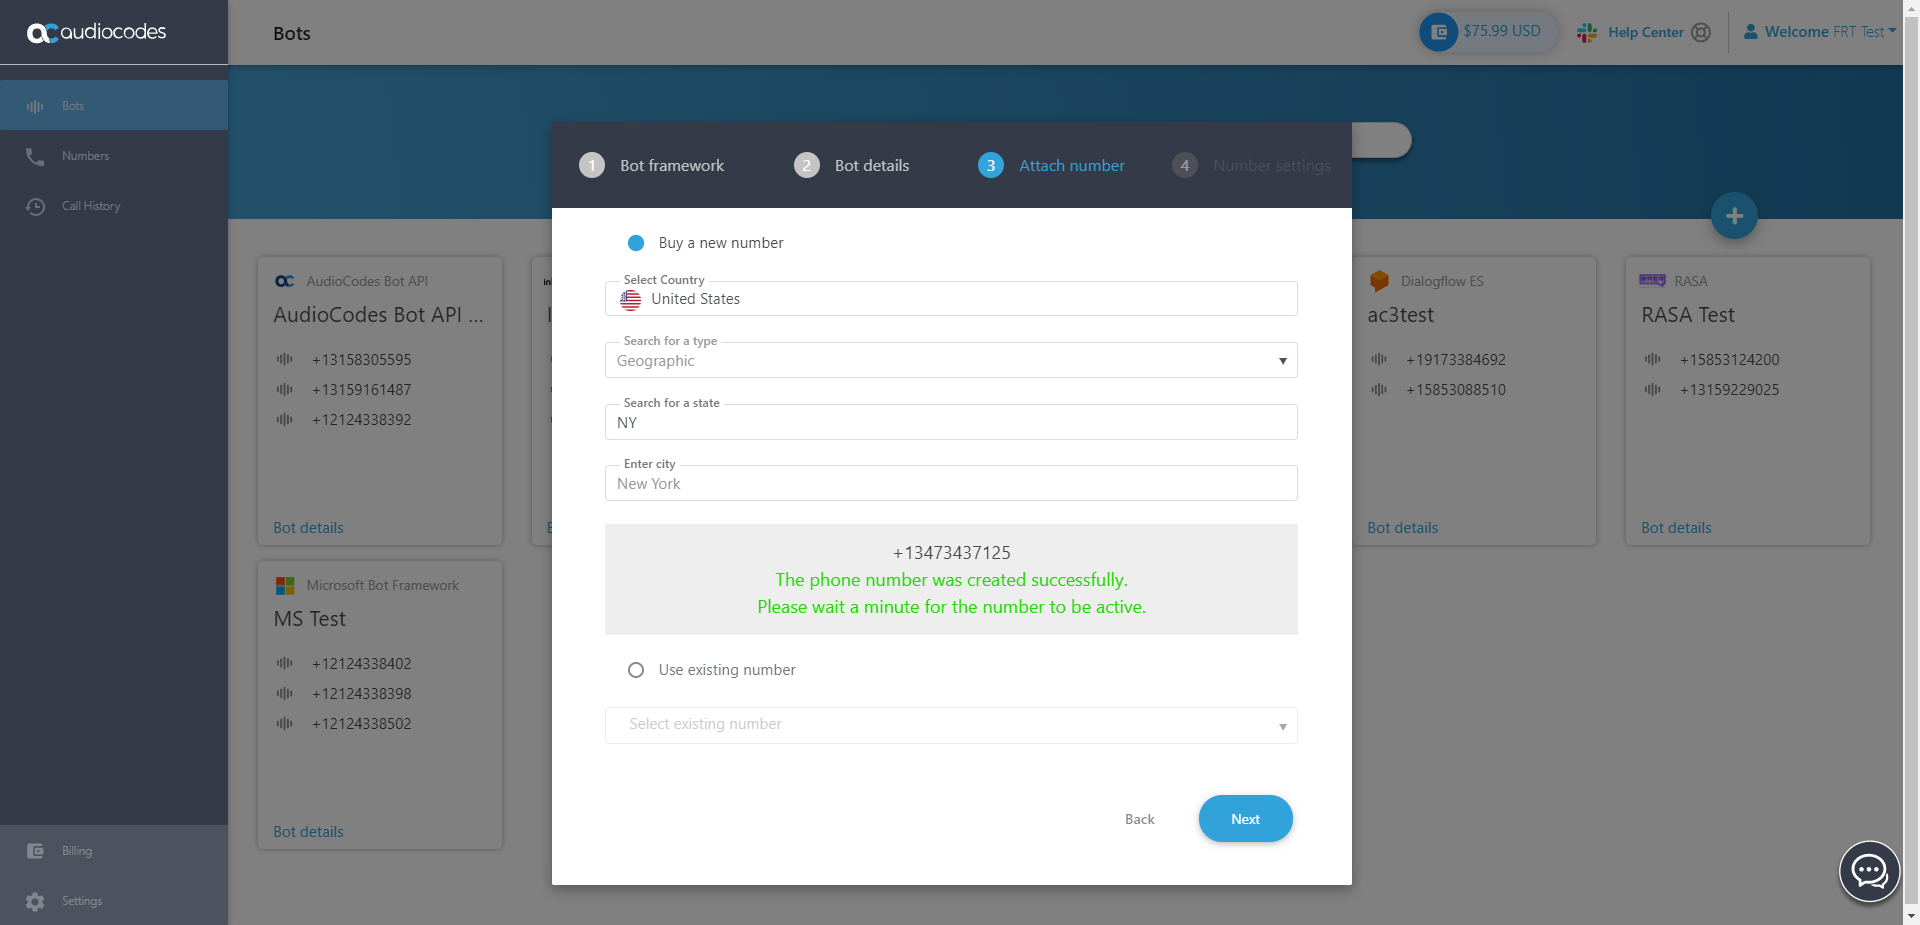 audiocodes
Bots
$75.99 USD
Help Center
Welcome FRT Test
Bots
Numbers
Call History
Billing
Settings
1 Bot framework
2 Bot details
3 Attach number
4 Number settings
Buy a new number
Select Country
United States
Search for a type
Geographic
Search for a state
NY
Enter city
New York
+13473437125
The phone number was created successfully.
Please wait a minute for the number to be active.
Use existing number
Select existing number
Back
Next
AudioCodes Bot API
AudioCodes Bot API ...
+13158305595
+13159161487
+12124338392
Bot details
Dialogflow ES
ac3test
+19173384692
+15853088510
Bot details
RASA
RASA Test
+15853124200
+13159229025
Bot details
Microsoft Bot Framework
MS Test
+12124338402
+12124338398
+12124338502
Bot details